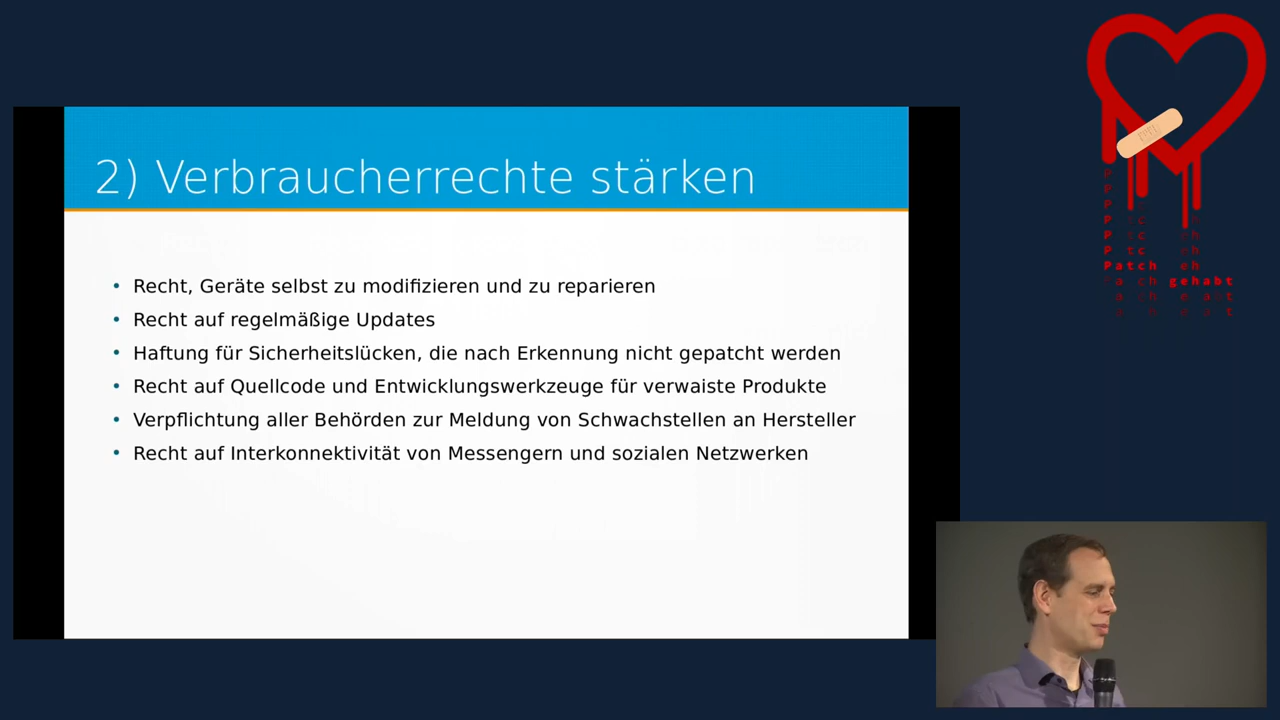 2) Verbraucherrechte stärken
• Recht, Geräte selbst zu modifizieren und zu reparieren
• Recht auf regelmäßige Updates
• Haftung für Sicherheitslücken, die nach Erkennung nicht gepatcht werden
• Recht auf Quellcode und Entwicklungswerkzeuge für verwaiste Produkte
• Verpflichtung aller Behörden zur Meldung von Schwachstellen an Hersteller
• Recht auf Interkonnektivität von Messengern und sozialen Netzwerken
Patch
gehabt